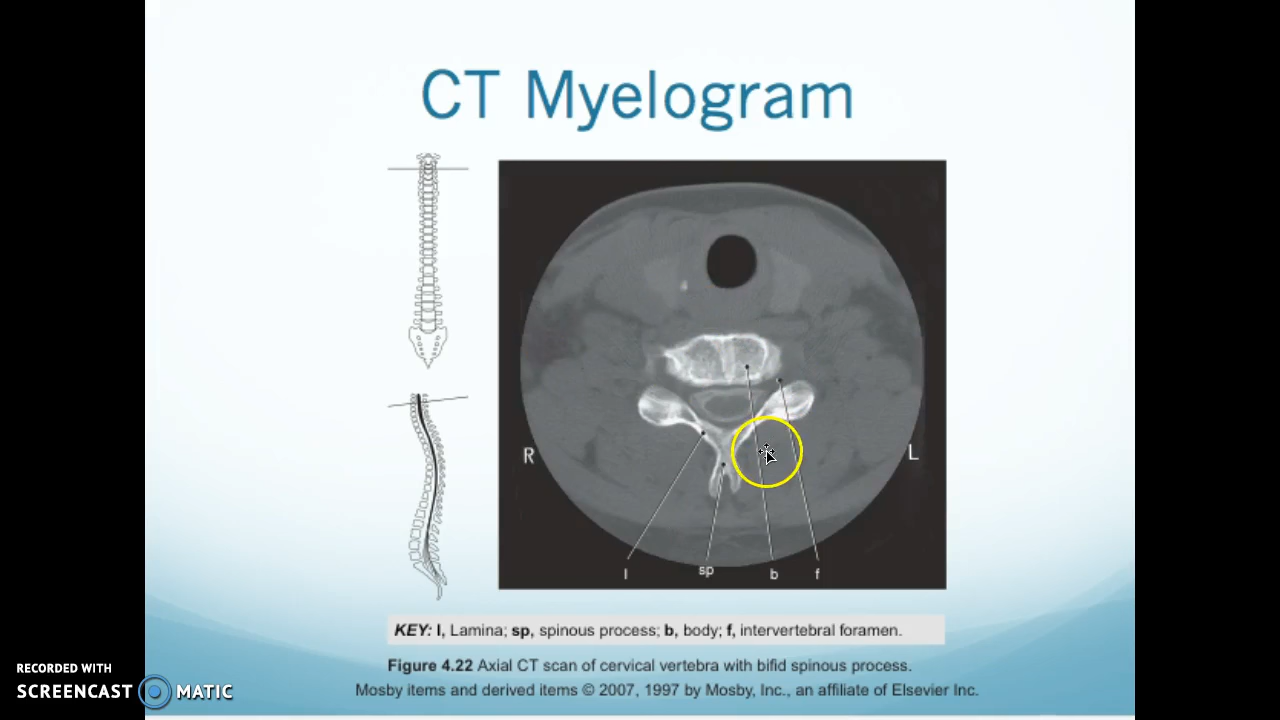 CT Myelogram
R
L
l
sp
b
f
KEY: l, Lamina; sp, spinous process; b, body; f, intervertebral foramen.
Figure 4.22 Axial CT scan of cervical vertebra with bifid spinous process.
Mosby items and derived items © 2007, 1997 by Mosby, Inc., an affiliate of Elsevier Inc.
RECORDED WITH
SCREENCAST MATIC